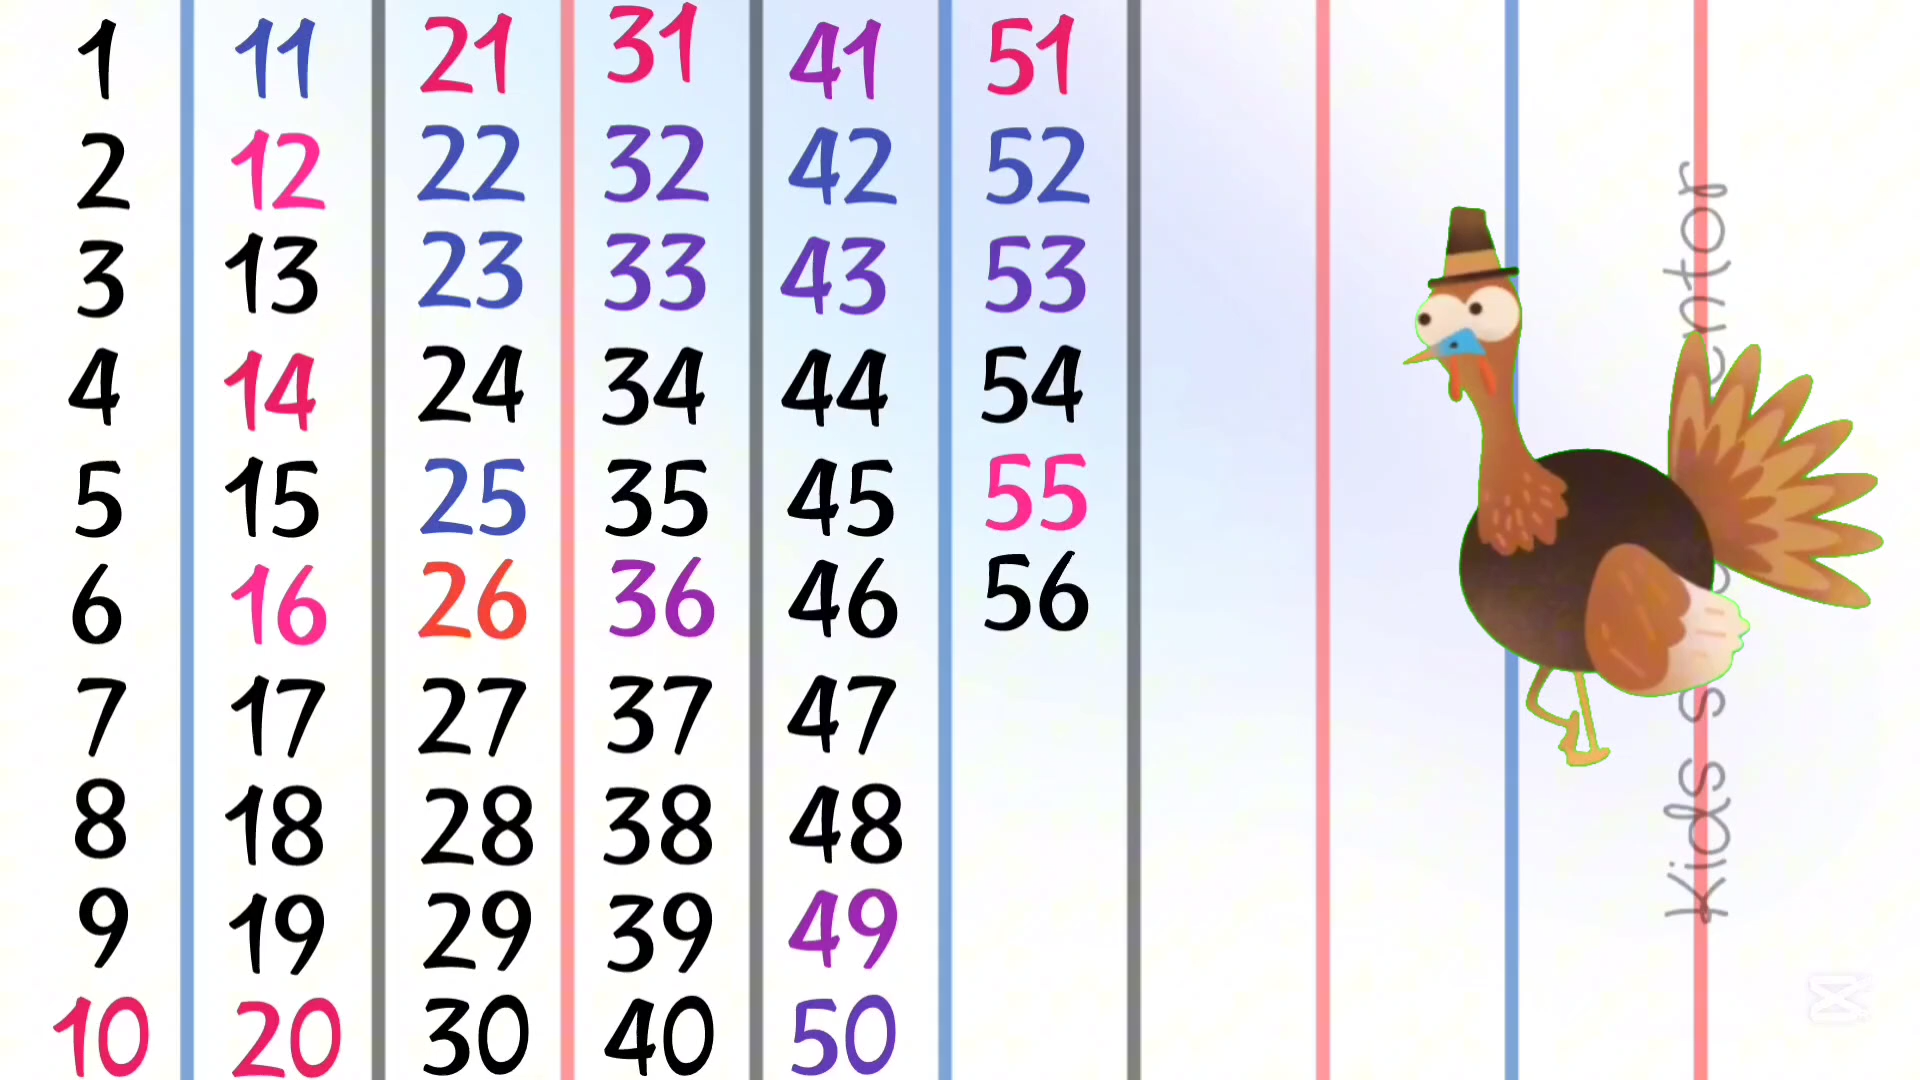 1 11 21 31 41 51
2 12 22 32 42 52
3 13 23 33 43 53
4 14 24 34 44 54
5 15 25 35 45 55
6 16 26 36 46 56
7 17 27 37 47
8 18 28 38 48
9 19 29 39 49
10 20 30 40 50
Kids